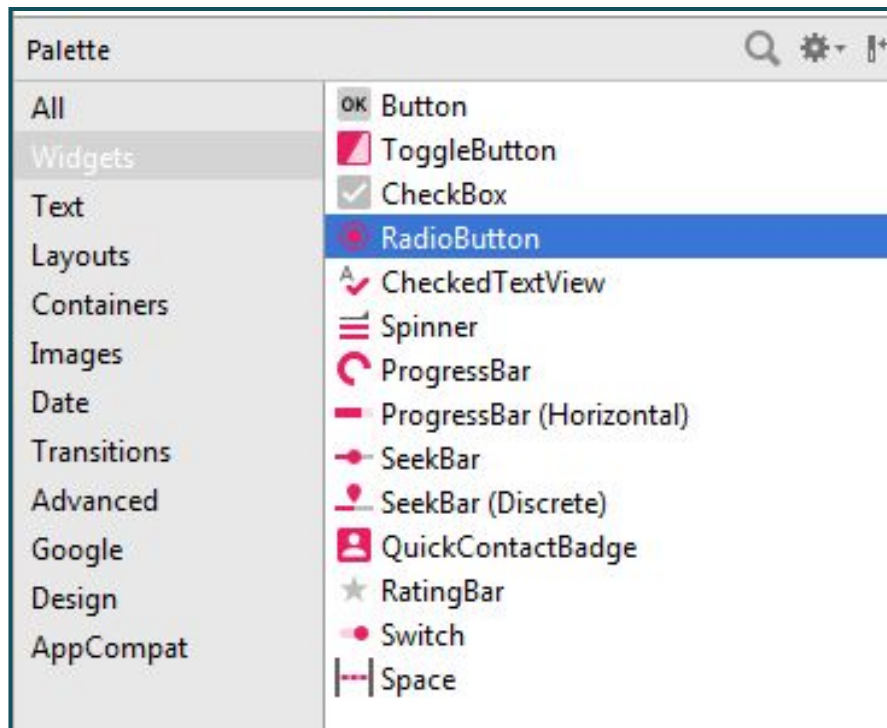 Palette
All
Widgets
Text
Layouts
Containers
Images
Date
Transitions
Advanced
Google
Design
AppCompat
OK Button
ToggleButton
CheckBox
RadioButton
A CheckedTextView
Spinner
ProgressBar
ProgressBar (Horizontal)
SeekBar
SeekBar (Discrete)
QuickContactBadge
RatingBar
Switch
Space